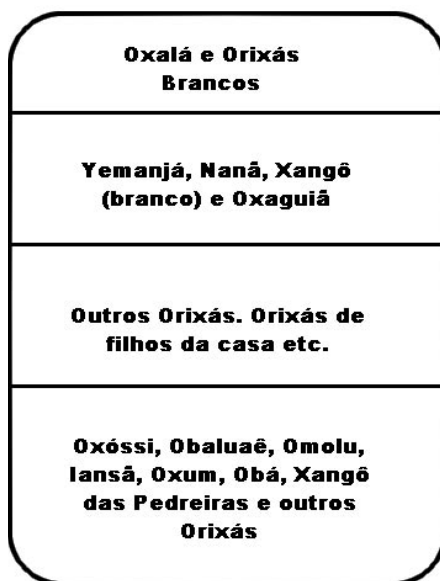 Oxalá e Orixás
Brancos
Yemanjá, Nanã, Xangô
(branco) e Oxaguiã
Outros Orixás. Orixás de
filhos da casa etc.
Oxóssi, Obaluaê, Omolu,
Iansã, Oxum, Obá, Xangô
das Pedreiras e outros
Orixás